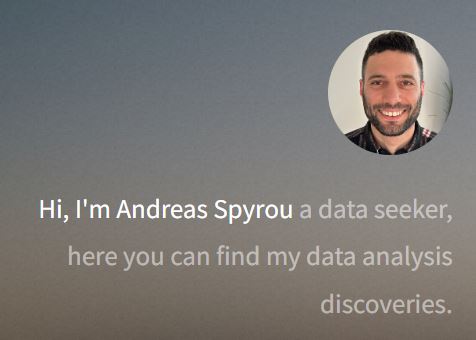 Hi, I'm Andreas Spyrou a data seeker,
here you can find my data analysis
discoveries.